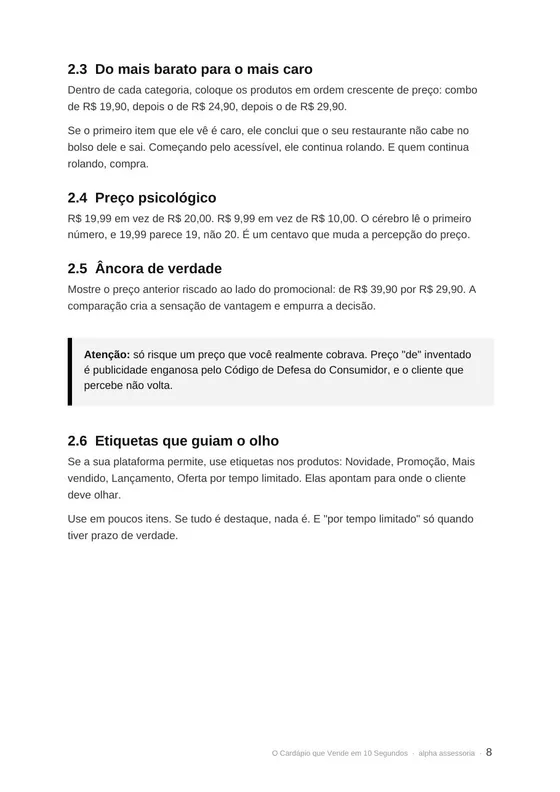 2.3 Do mais barato para o mais caro
Dentro de cada categoria, coloque os produtos em ordem crescente de preço: combo
de R$ 19,90, depois o de R$ 24,90, depois o de R$ 29,90.
Se o primeiro item que ele vê é caro, ele conclui que o seu restaurante não cabe no
bolso dele e sai. Começando pelo acessível, ele continua rolando. E quem continua
rolando, compra.
2.4 Preço psicológico
R$ 19,99 em vez de R$ 20,00. R$ 9,99 em vez de R$ 10,00. O cérebro lê o primeiro
número, e 19,99 parece 19, não 20. É um centavo que muda a percepção do preço.
2.5 Âncora de verdade
Mostre o preço anterior riscado ao lado do promocional: de R$ 39,90 por R$ 29,90. A
comparação cria a sensação de vantagem e empurra a decisão.
Atenção: só risque um preço que você realmente cobrava. Preço "de" inventado
é publicidade enganosa pelo Código de Defesa do Consumidor, e o cliente que
percebe não volta.
2.6 Etiquetas que guiam o olho
Se a sua plataforma permite, use etiquetas nos produtos: Novidade, Promoção, Mais
vendido, Lançamento, Oferta por tempo limitado. Elas apontam para onde o cliente
deve olhar.
Use em poucos itens. Se tudo é destaque, nada é. E "por tempo limitado" só quando
tiver prazo de verdade.
O Cardápio que Vende em 10 Segundos · alpha assessoria · 8